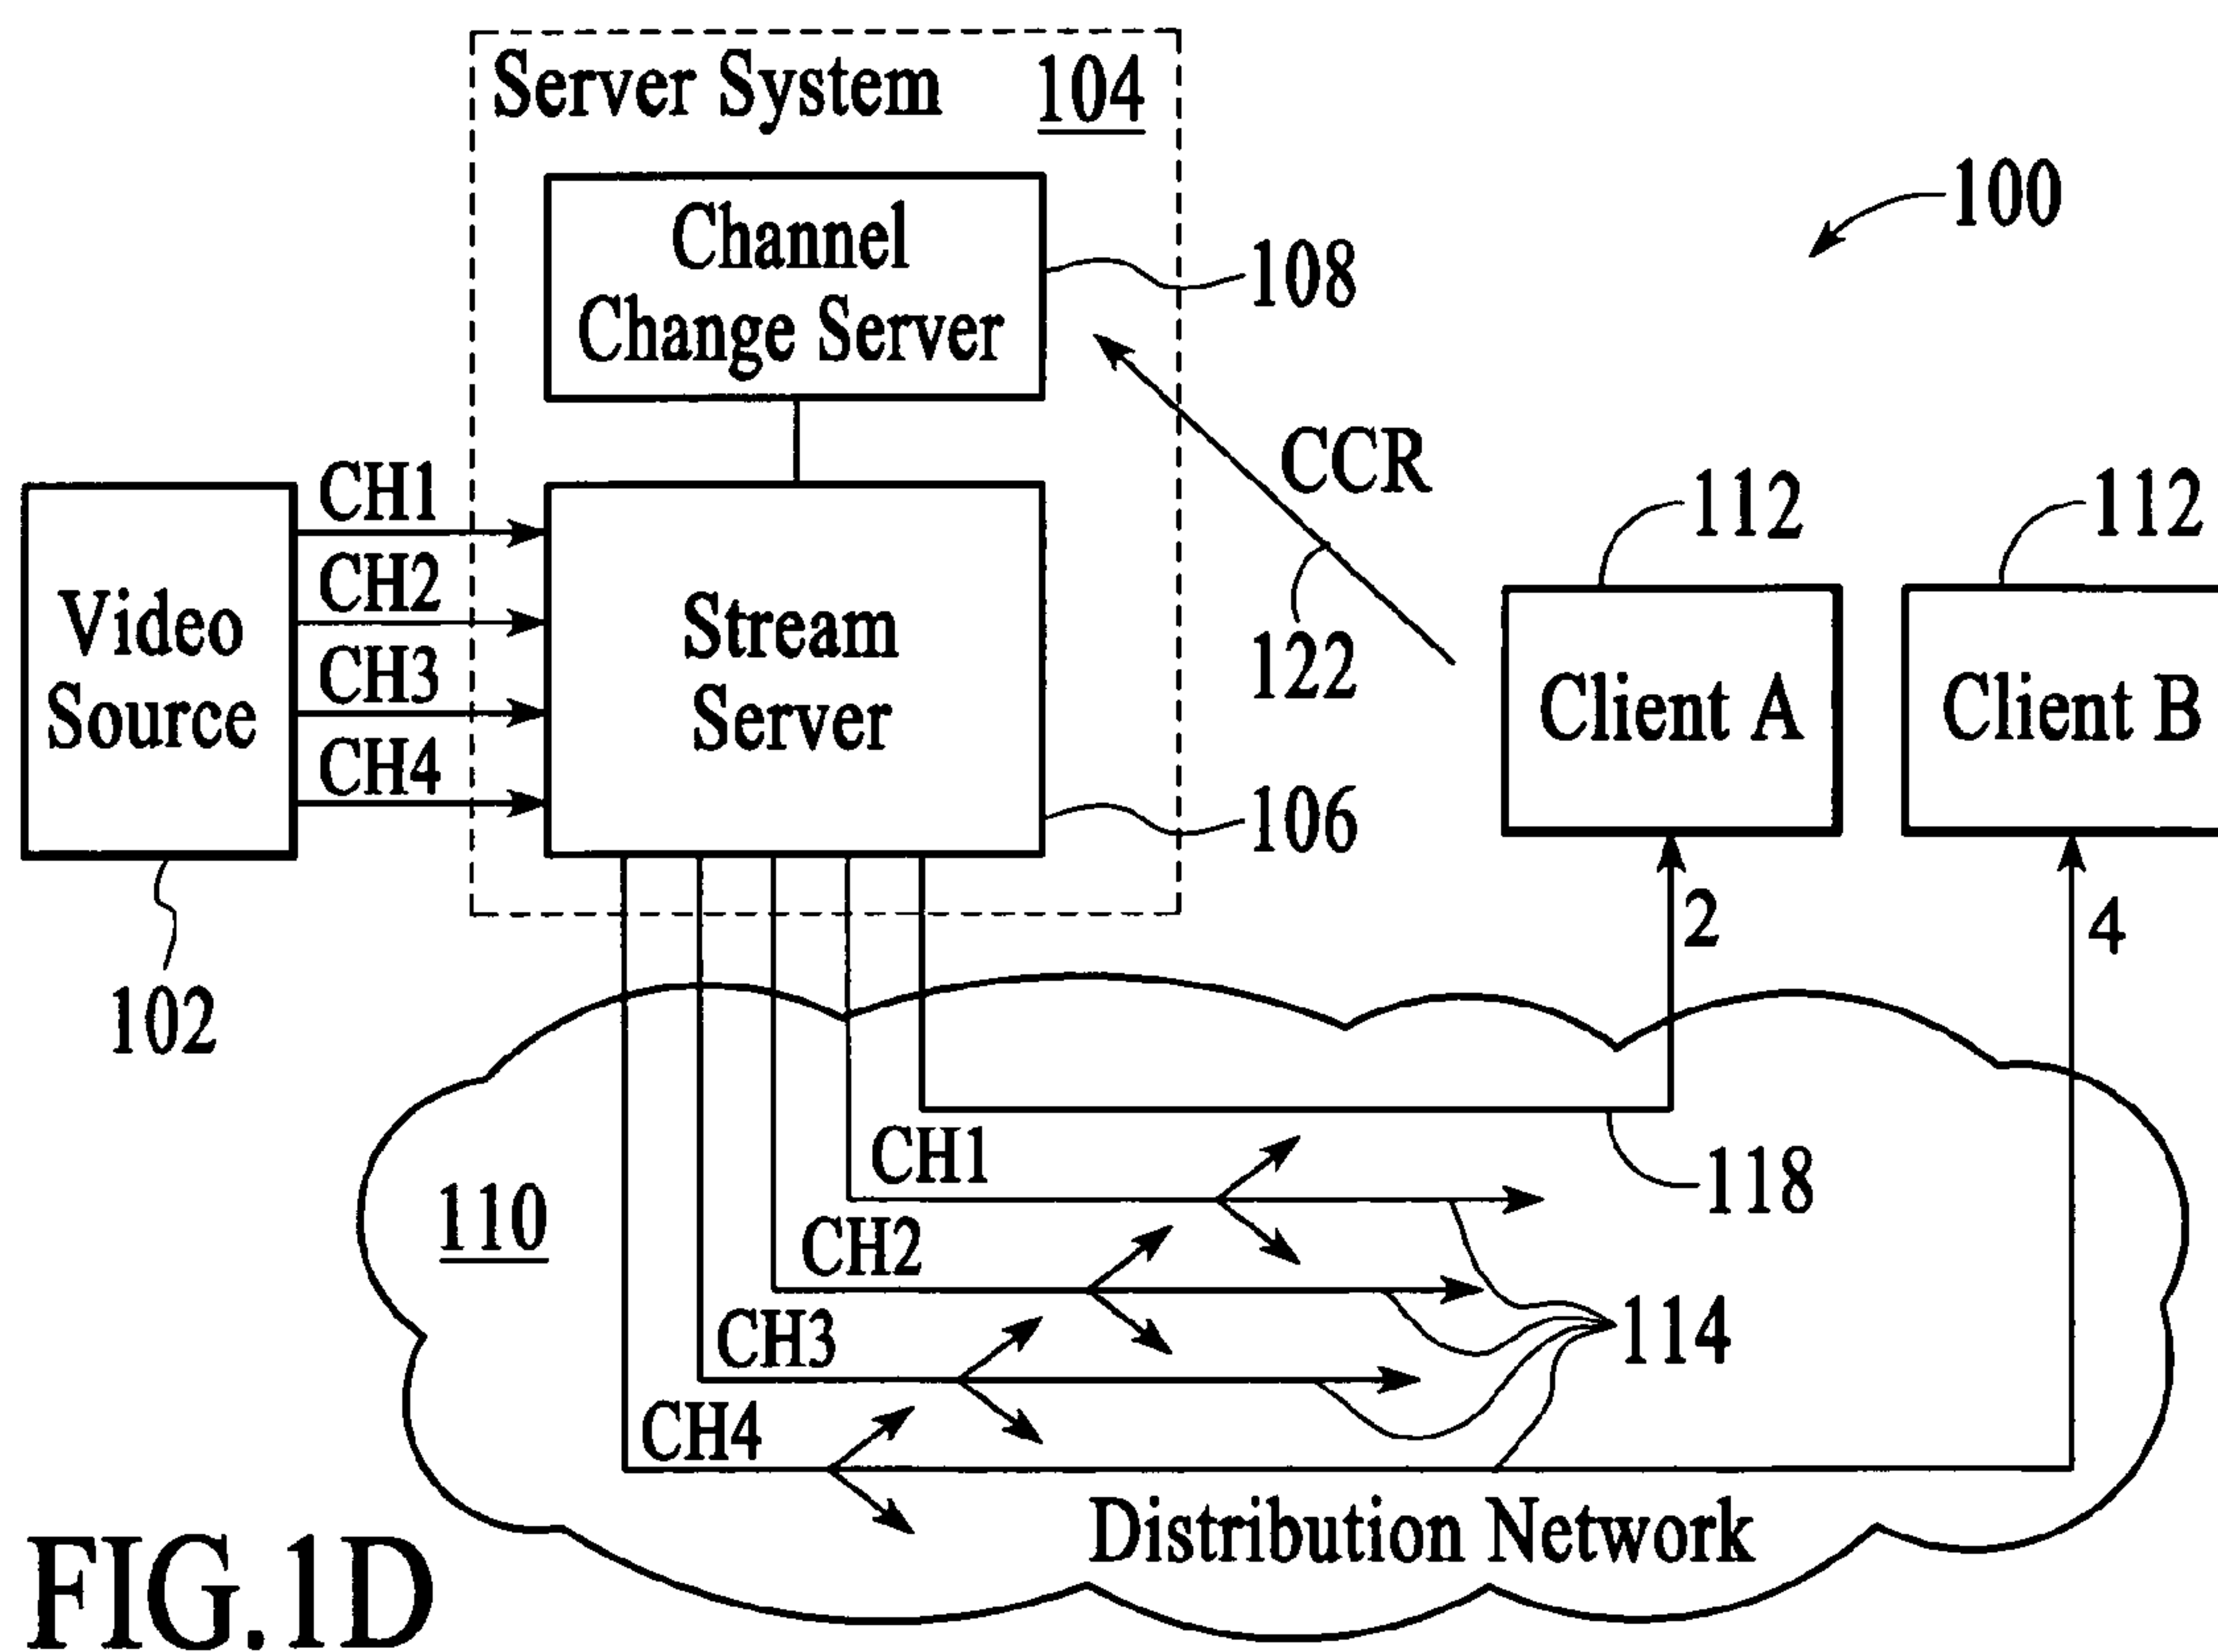 Server System 104
Channel
Change Server
108
100
CCR
122
112
112
CH1
CH2
CH3
CH4
Video
Source
102
Stream
Server
106
Client A
Client B
2
4
110
118
CH1
CH2
CH3
CH4
114
Distribution Network
FIG.1D